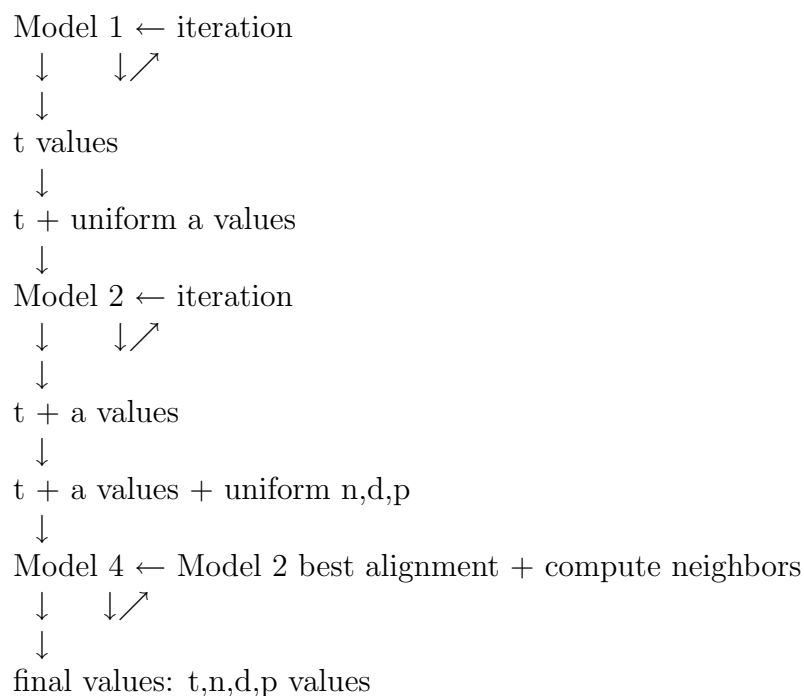 Model 1 ← iteration
↓ ↓↗
↓
t values
↓
t + uniform a values
↓
Model 2 ← iteration
↓ ↓↗
↓
t + a values
↓
t + a values + uniform n,d,p
↓
Model 4 ← Model 2 best alignment + compute neighbors
↓ ↓↗
↓
final values: t,n,d,p values